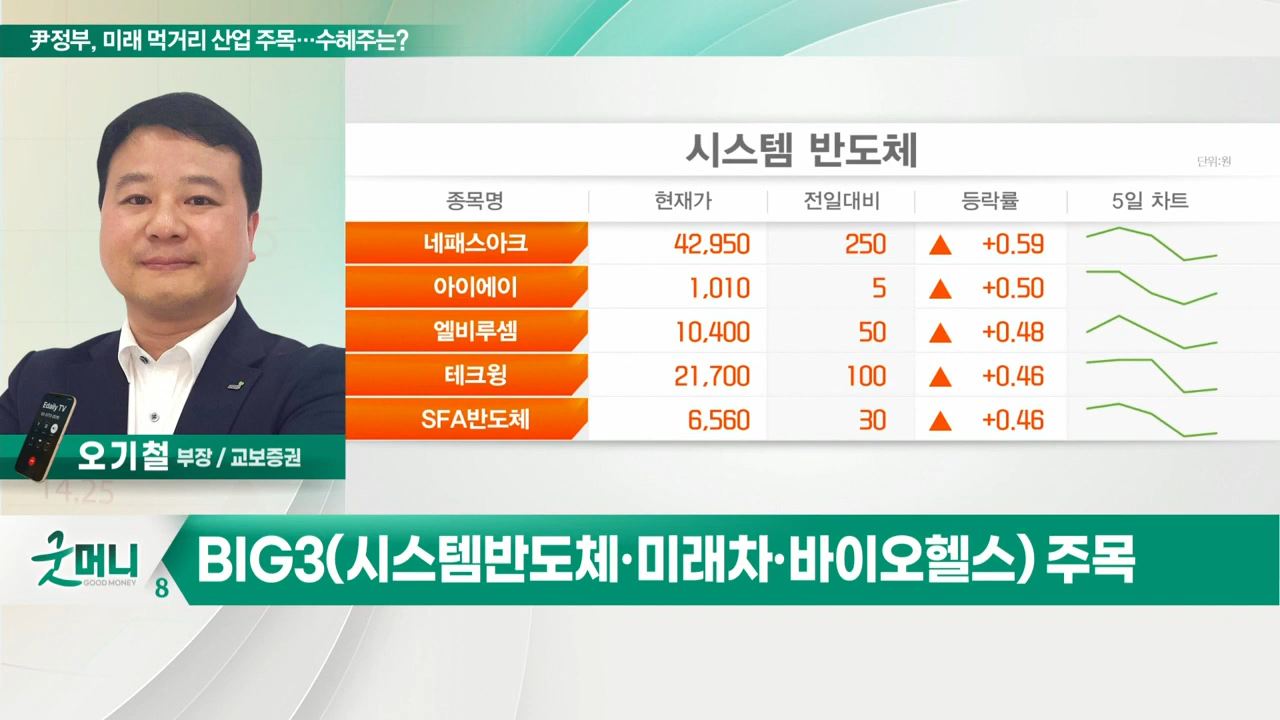 尹정부, 미래 먹거리 산업 주목…수혜주는?
시스템 반도체
단위:원
종목명 현재가 전일대비 등락률 5일 차트
네패스아크 42,950 250 ▲ +0.59
아이에이 1,010 5 ▲ +0.50
엘비루셈 10,400 50 ▲ +0.48
테크윙 21,700 100 ▲ +0.46
SFA반도체 6,560 30 ▲ +0.46
Edaily TV
오기철 부장 / 교보증권
14.25
굿머니
GOOD MONEY
8
BIG3(시스템반도체·미래차·바이오헬스) 주목